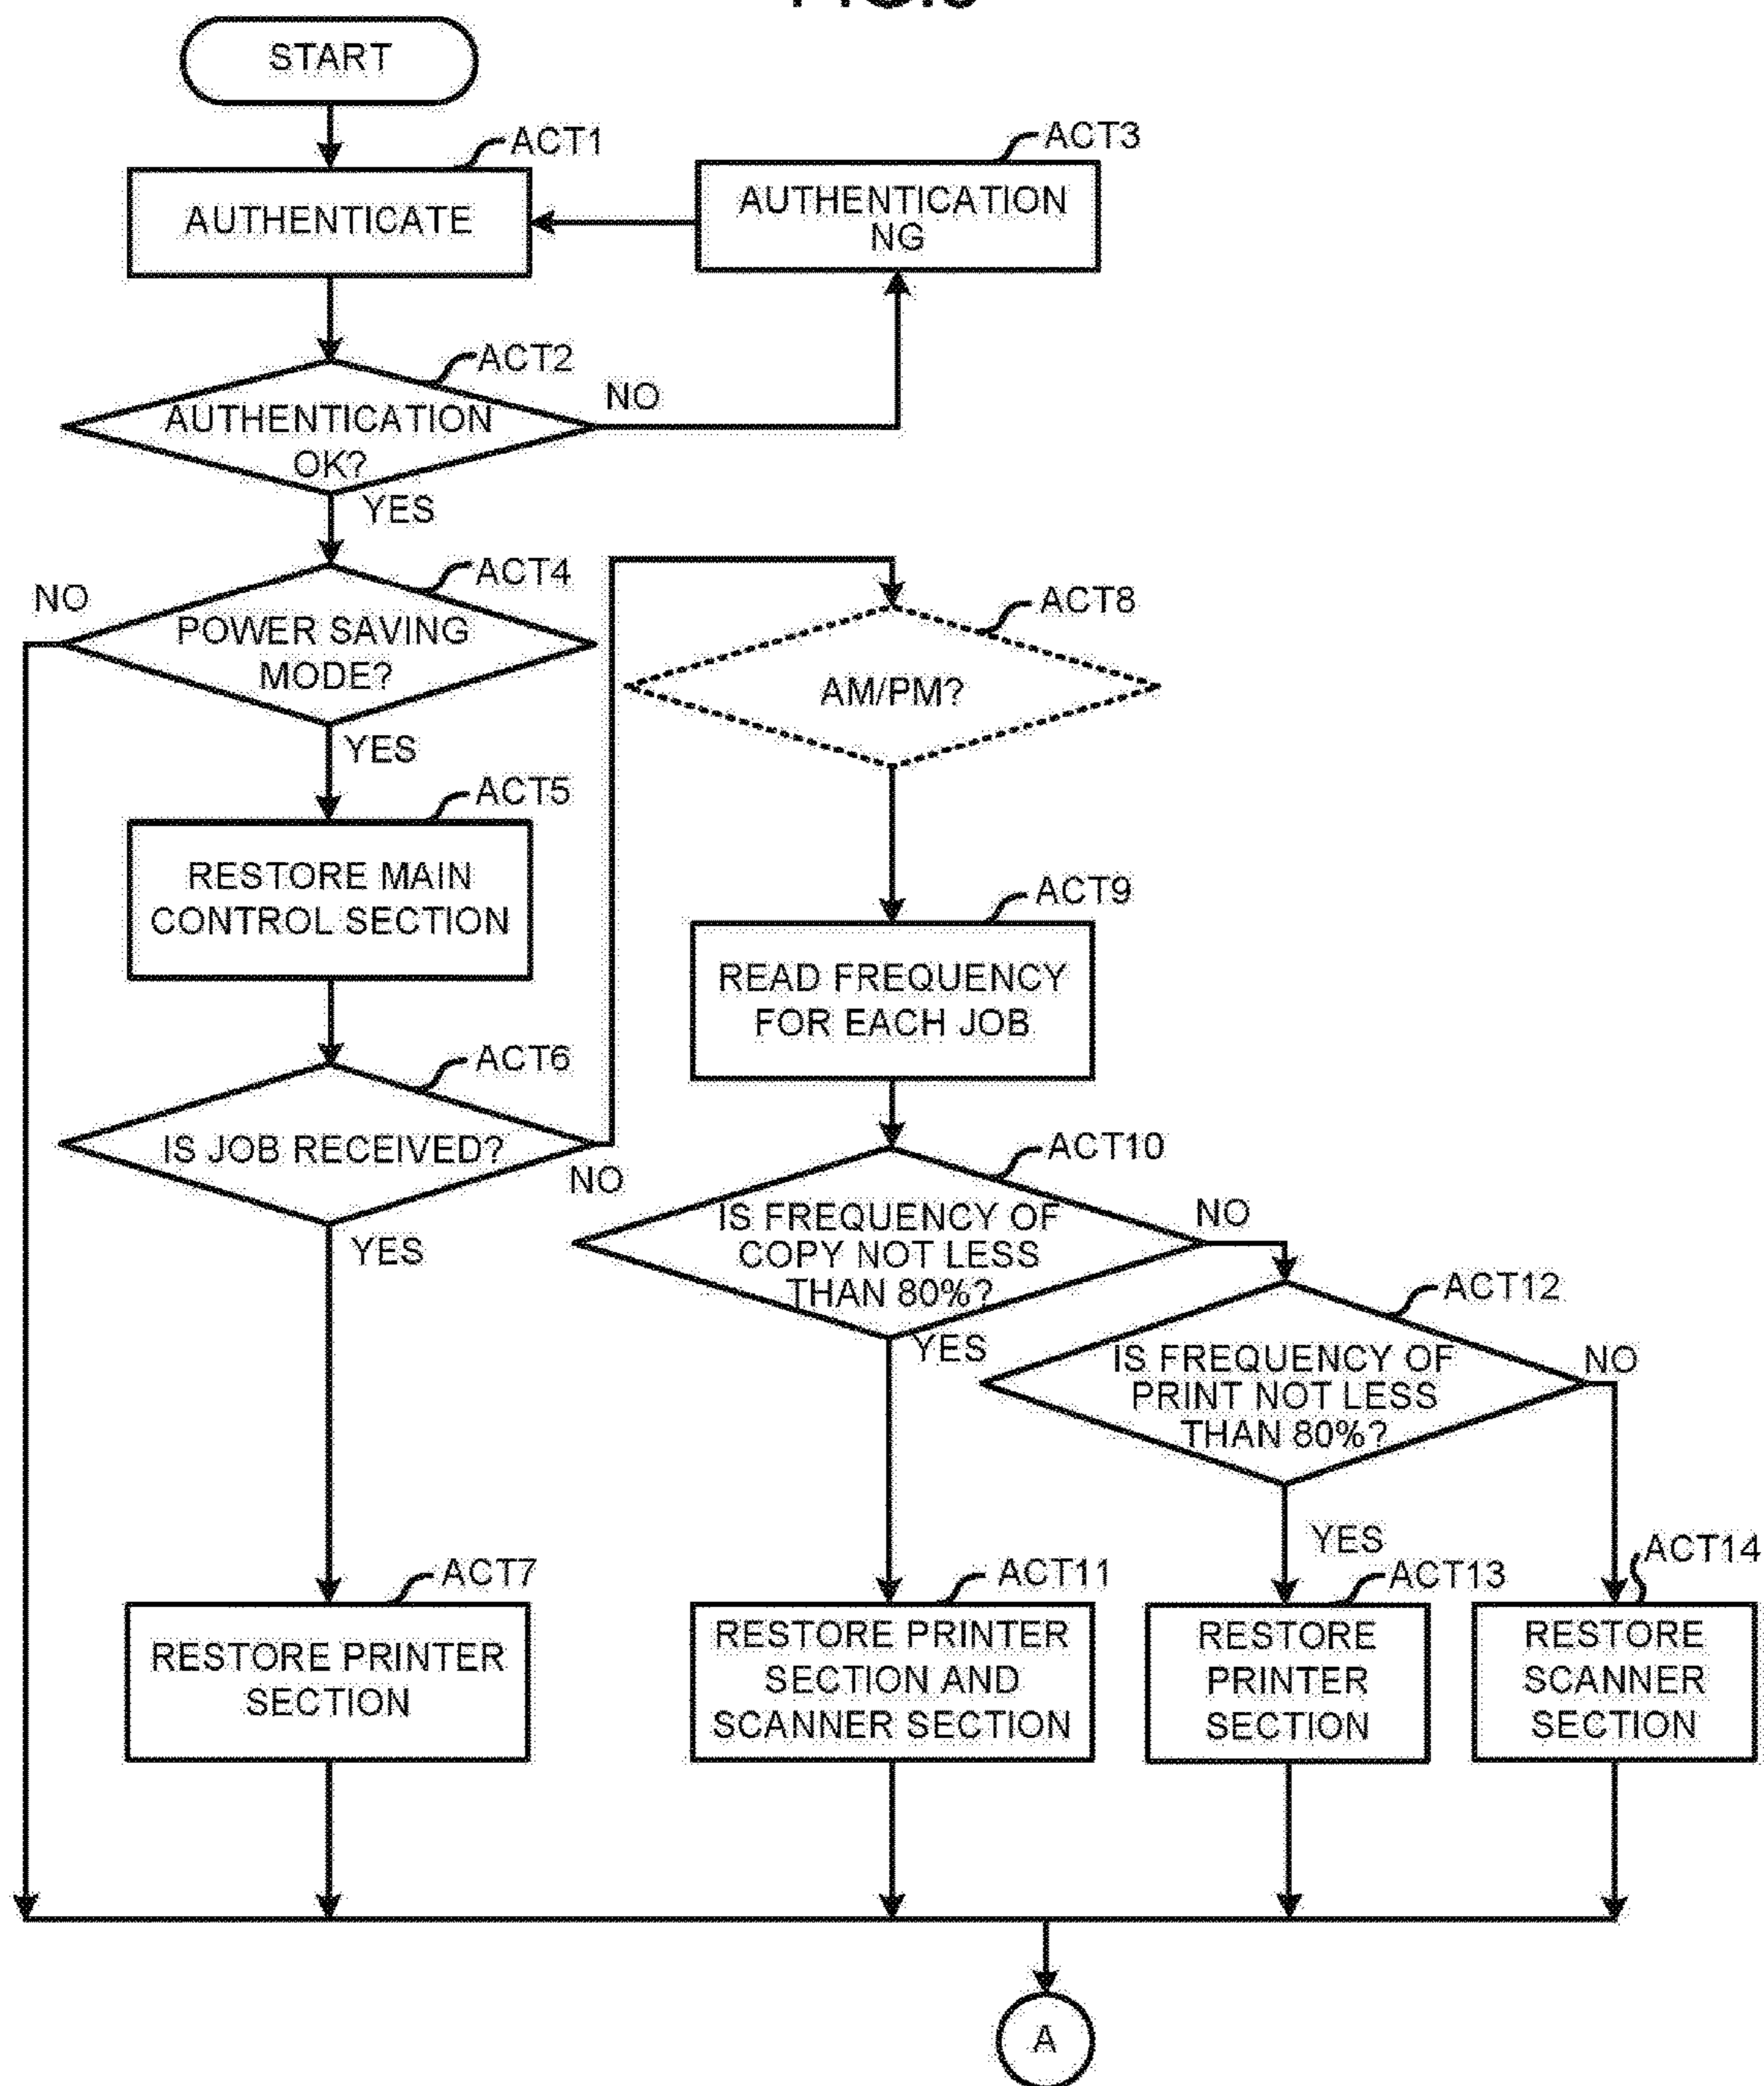 START
ACT1
AUTHENTICATE
ACT3
AUTHENTICATION
NG
ACT2
AUTHENTICATION
OK?
NO
YES
ACT4
NO
POWER SAVING
MODE?
YES
ACT5
RESTORE MAIN
CONTROL SECTION
ACT6
IS JOB RECEIVED?
NO
YES
ACT7
RESTORE PRINTER
SECTION
ACT8
AM/PM?
ACT9
READ FREQUENCY
FOR EACH JOB
ACT10
IS FREQUENCY OF
COPY NOT LESS
THAN 80%?
NO
YES
ACT11
RESTORE PRINTER
SECTION AND
SCANNER SECTION
ACT12
IS FREQUENCY OF
PRINT NOT LESS
THAN 80%?
NO
YES
ACT13
RESTORE
PRINTER
SECTION
ACT14
RESTORE
SCANNER
SECTION
A